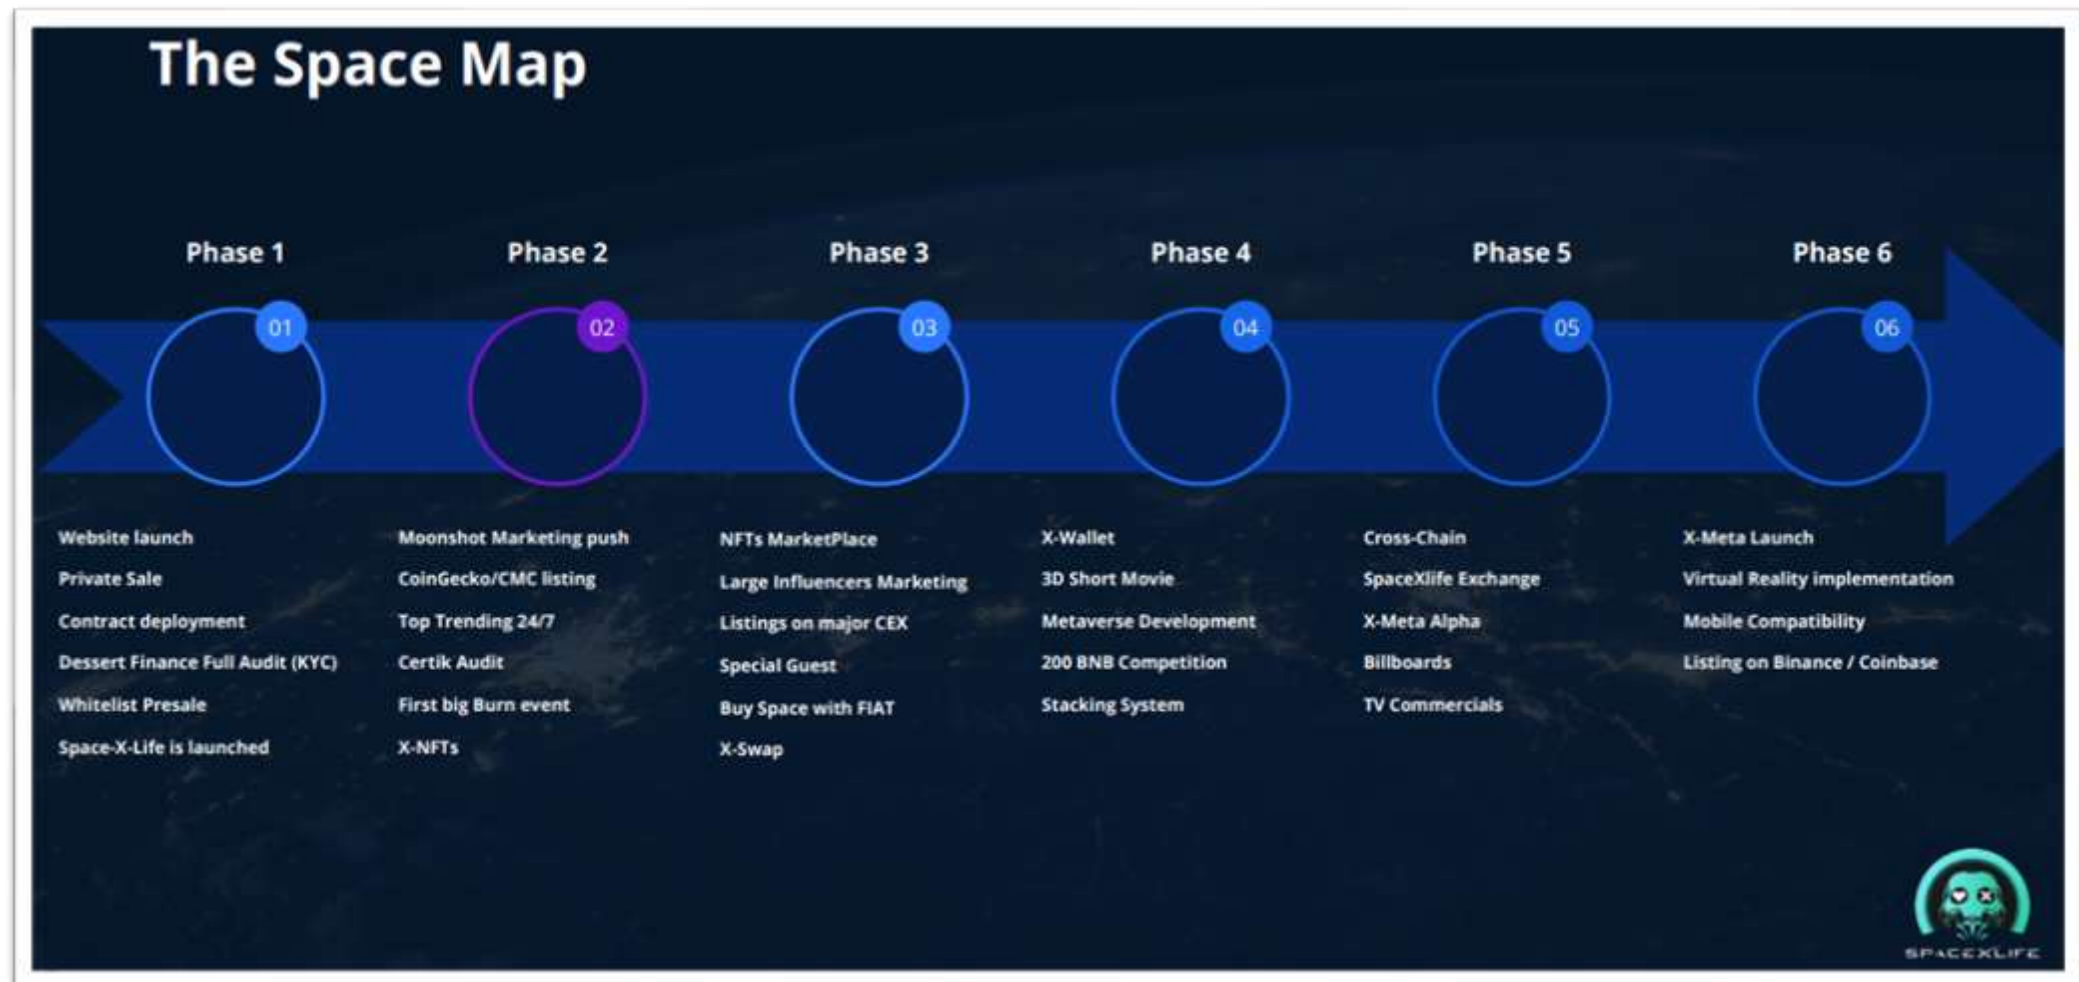 The Space Map
Phase 1
Phase 2
Phase 3
Phase 4
Phase 5
Phase 6
01
02
03
04
05
06
Website launch
Private Sale
Contract deployment
Dessert Finance Full Audit (KYC)
Whitelist Presale
Space-X-Life is launched
Moonshot Marketing push
CoinGecko/CMC listing
Top Trending 24/7
Certik Audit
First big Burn event
X-NFTs
NFTs MarketPlace
Large Influencers Marketing
Listings on major CEX
Special Guest
Buy Space with FIAT
X-Swap
X-Wallet
3D Short Movie
Metaverse Development
200 BNB Competition
Stacking System
Cross-Chain
SpaceXlife Exchange
X-Meta Alpha
Billboards
TV Commercials
X-Meta Launch
Virtual Reality implementation
Mobile Compatibility
Listing on Binance / Coinbase
SPACEXLIFE